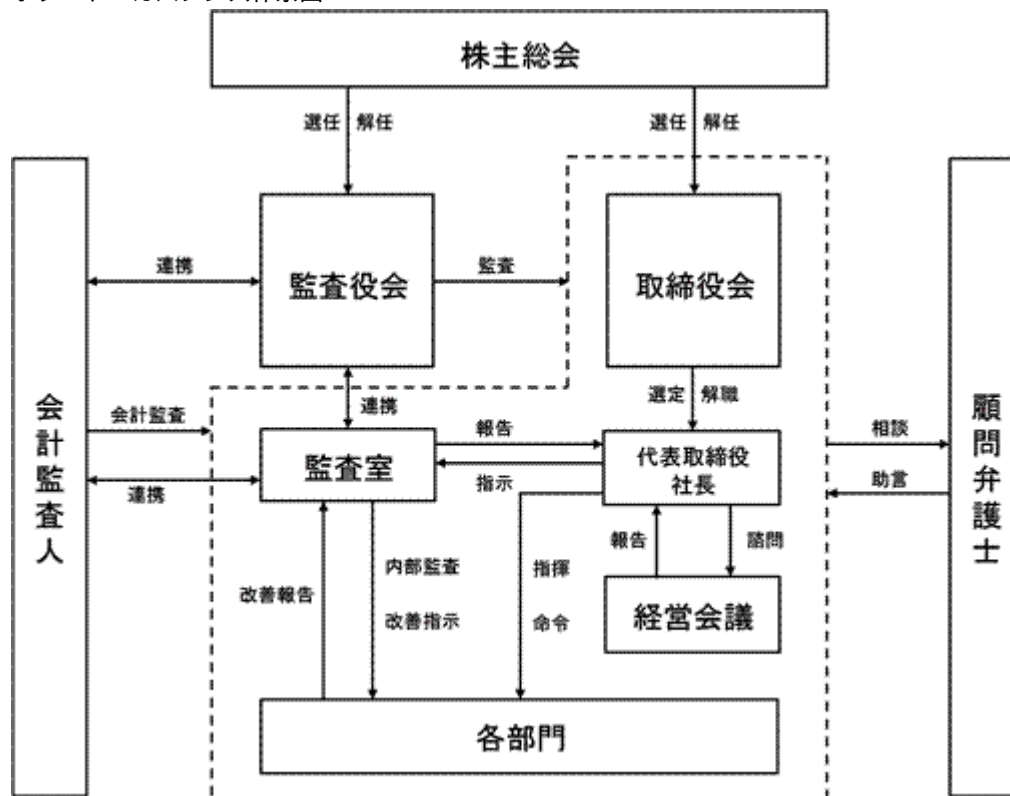 株主総会
選任 解任
選任 解任
連携
監査役会
監査
取締役会
会計監査人
会計監査
連携
選定 解職
顧問弁護士
報告
監査室
代表取締役
社長
相談
連携
指示
助言
改善報告
内部監査
改善指示
指揮
命令
報告
諮問
経営会議
各部門